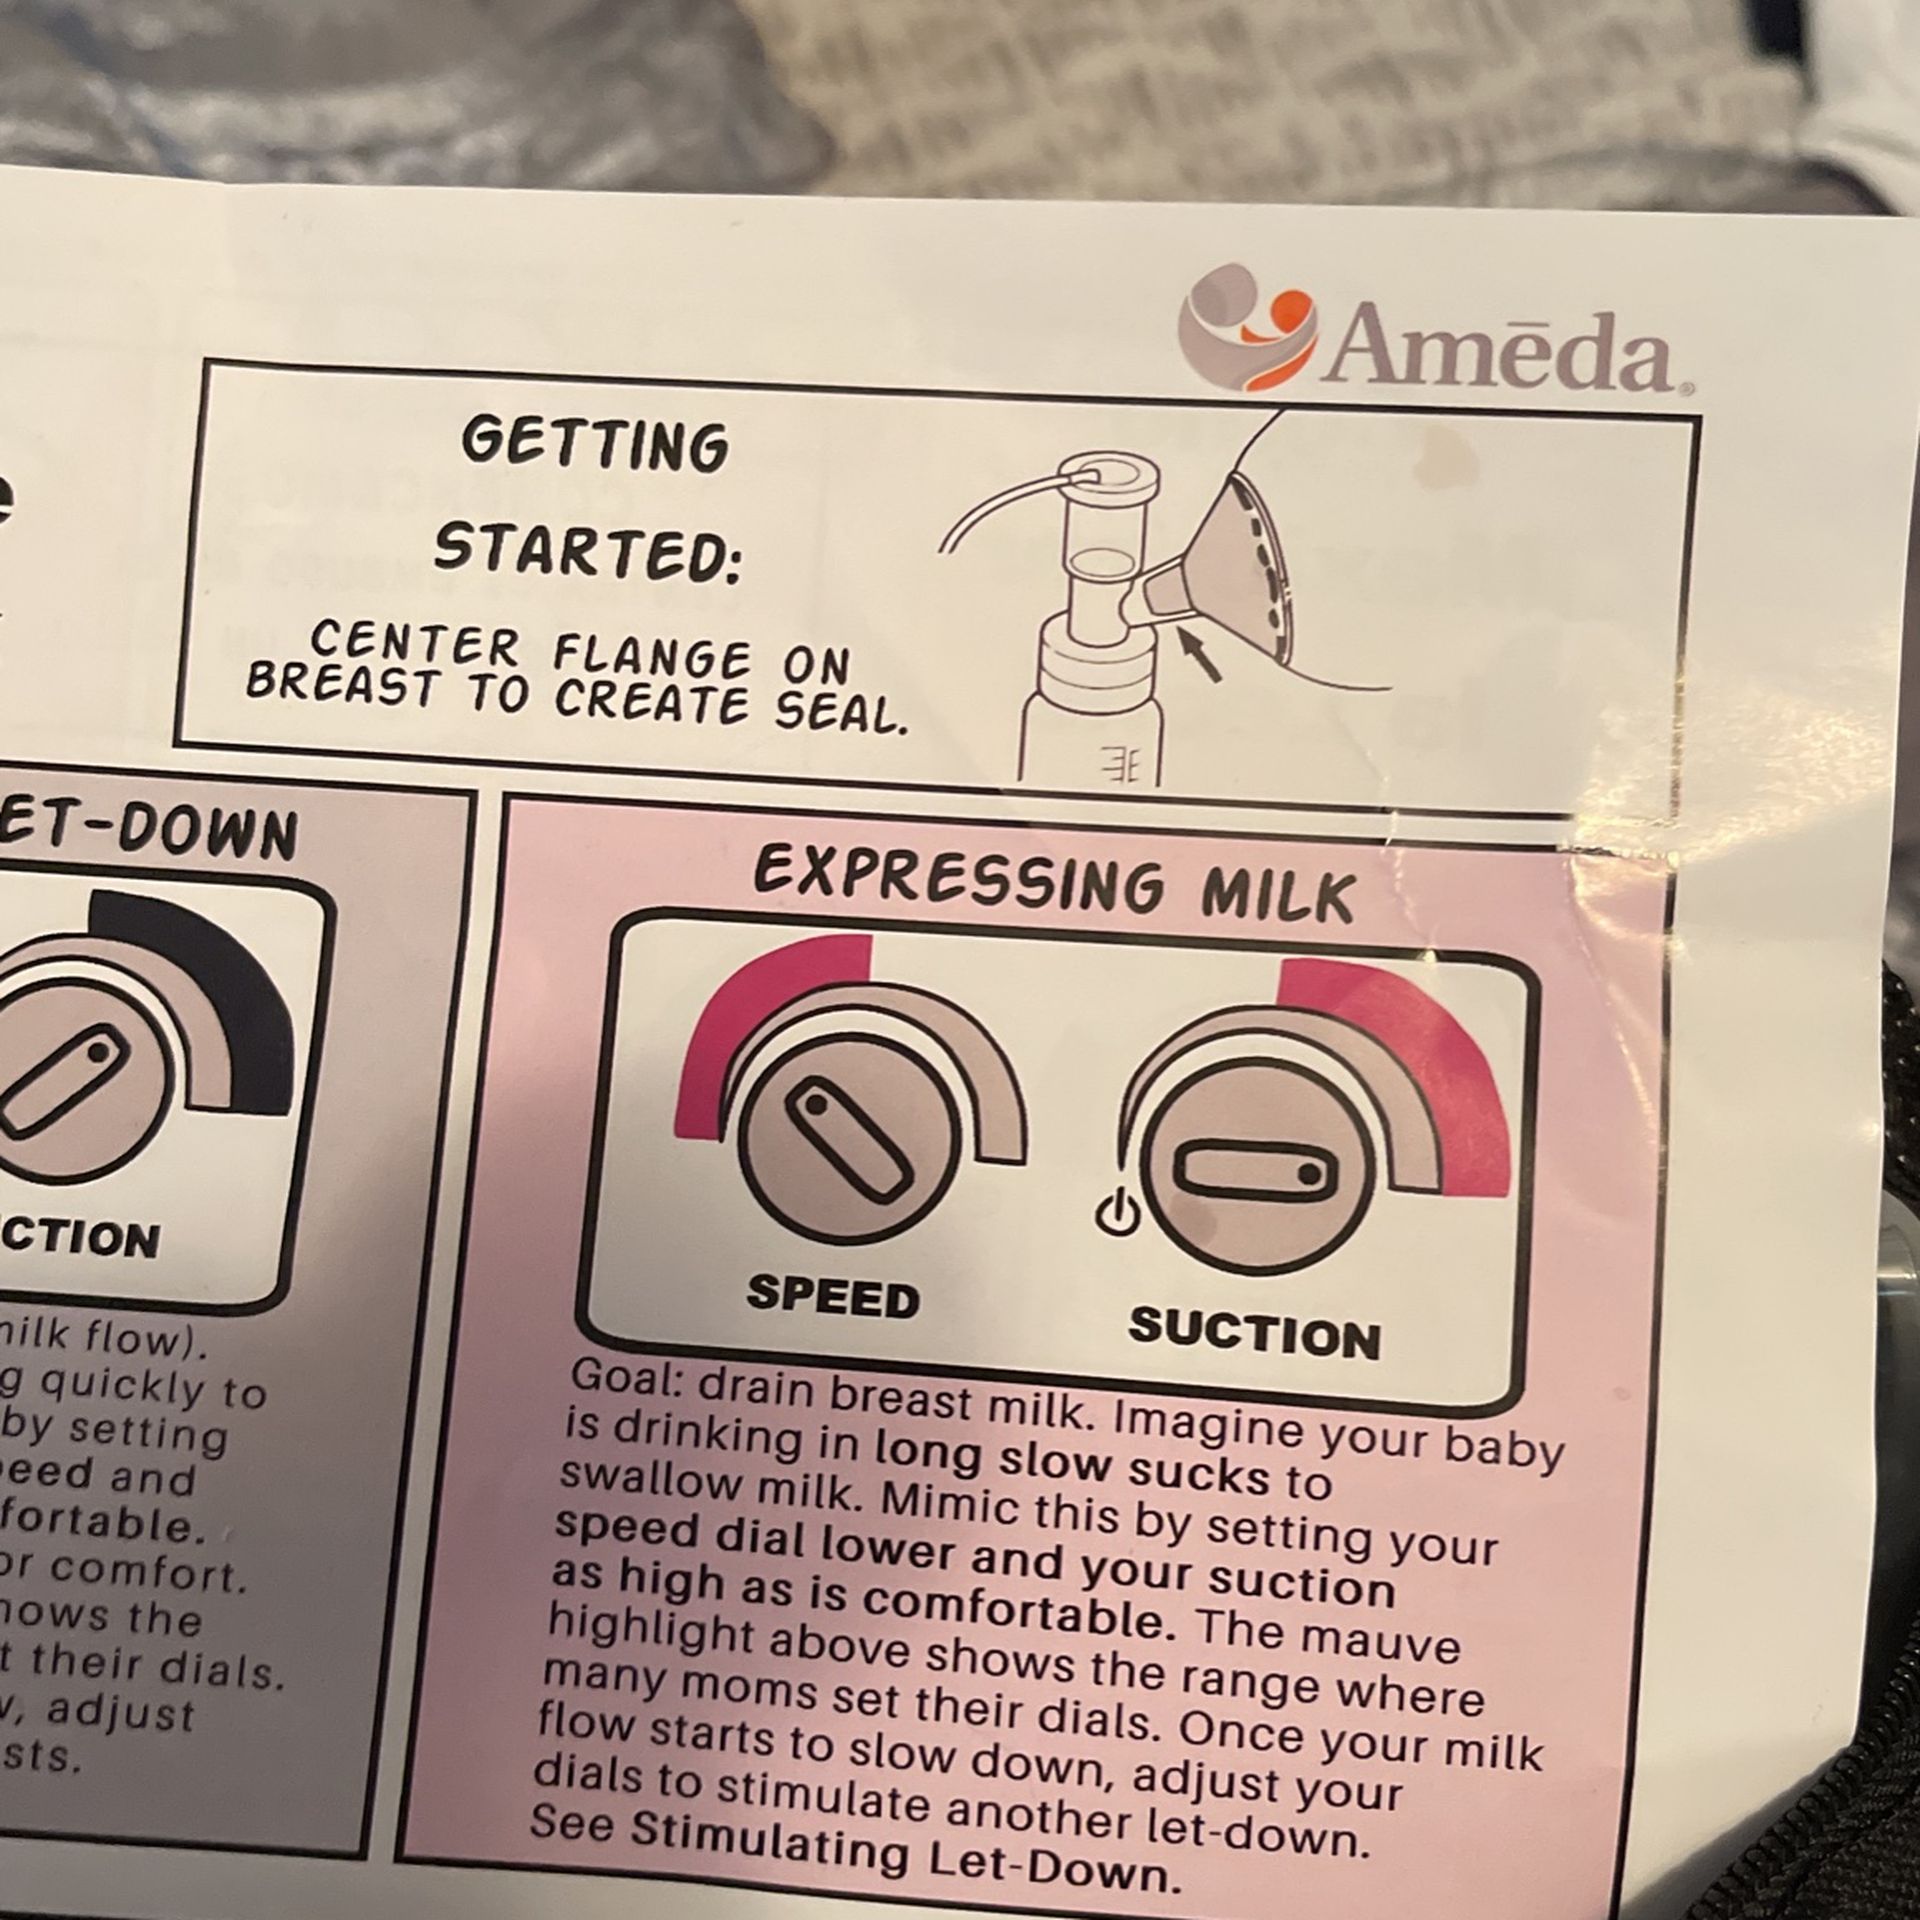 Amēda®
GETTING
STARTED:
CENTER FLANGE ON
BREAST TO CREATE SEAL.
ET-DOWN
CTION
milk flow).
g quickly to
by setting
eed and
fortable.
or comfort.
hows the
t their dials.
, adjust
sts.
EXPRESSING MILK
SPEED
SUCTION
Goal: drain breast milk. Imagine your baby
is drinking in long slow sucks to
swallow milk. Mimic this by setting your
speed dial lower and your suction
as high as is comfortable. The mauve
highlight above shows the range where
many moms set their dials. Once your milk
flow starts to slow down, adjust your
dials to stimulate another let-down.
See Stimulating Let-Down.